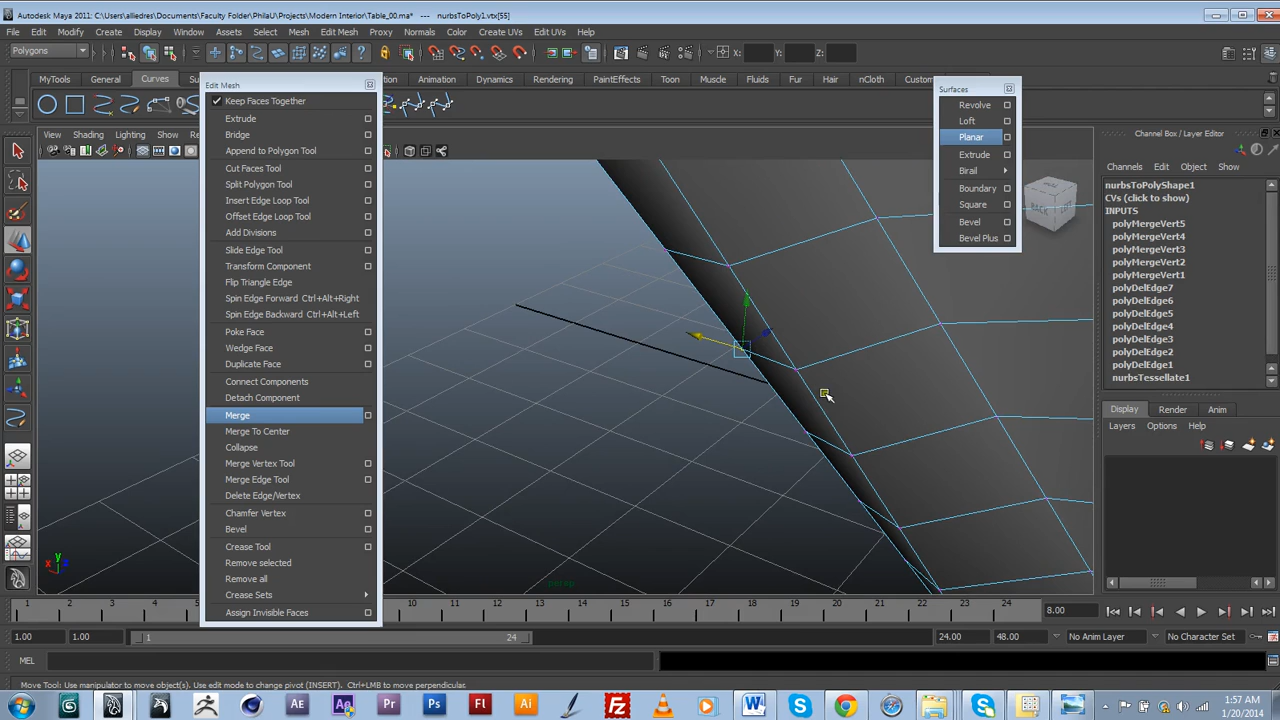 Autodesk Maya 2011: C:\Users\alliedres\Documents\Faculty Folder\PhilaU\Projects\Modern Interior\Table_00.ma* --- nurbsToPoly1.vtx[55]
File Edit Modify Create Display Window Assets Select Mesh Edit Mesh Proxy Normals Color Create UVs Edit UVs Help
Polygons X: Y: Z:
MyTools General Curves Su Animation Dynamics Rendering PaintEffects Toon Muscle Fluids Fur Hair nCloth Custom
Edit Mesh
Keep Faces Together
Extrude
Bridge
Append to Polygon Tool
Cut Faces Tool
Split Polygon Tool
Insert Edge Loop Tool
Offset Edge Loop Tool
Add Divisions
Slide Edge Tool
Transform Component
Flip Triangle Edge
Spin Edge Forward Ctrl+Alt+Right
Spin Edge Backward Ctrl+Alt+Left
Poke Face
Wedge Face
Duplicate Face
Connect Components
Detach Component
Merge
Merge To Center
Collapse
Merge Vertex Tool
Merge Edge Tool
Delete Edge/Vertex
Chamfer Vertex
Bevel
Crease Tool
Remove selected
Remove all
Crease Sets
Assign Invisible Faces
Surfaces
Revolve
Loft
Planar
Extrude
Birail
Boundary
Square
Bevel
Bevel Plus
View Shading Lighting Show Re
Channel Box / Layer Editor
Channels Edit Object Show
nurbsToPolyShape1
CVs (click to show)
INPUTS
polyMergeVert5
polyMergeVert4
polyMergeVert3
polyMergeVert2
polyMergeVert1
polyDelEdge7
polyDelEdge6
polyDelEdge5
polyDelEdge4
polyDelEdge3
polyDelEdge2
polyDelEdge1
nurbsTessellate1
Display Render Anim
Layers Options Help
y
x
persp
1 2 3 4 10 11 12 13 14 15 16 17 18 19 20 21 22 23 24 8.00
1.00 1.00 1 24 24.00 48.00 No Anim Layer No Character Set
MEL
Move Tool: Use manipulator to move object(s). Use edit mode to change pivot (INSERT). Ctrl+LMB to move perpendicular.
AE Ps Pr Fl Ai Fz W S
1:57 AM
1/20/2014